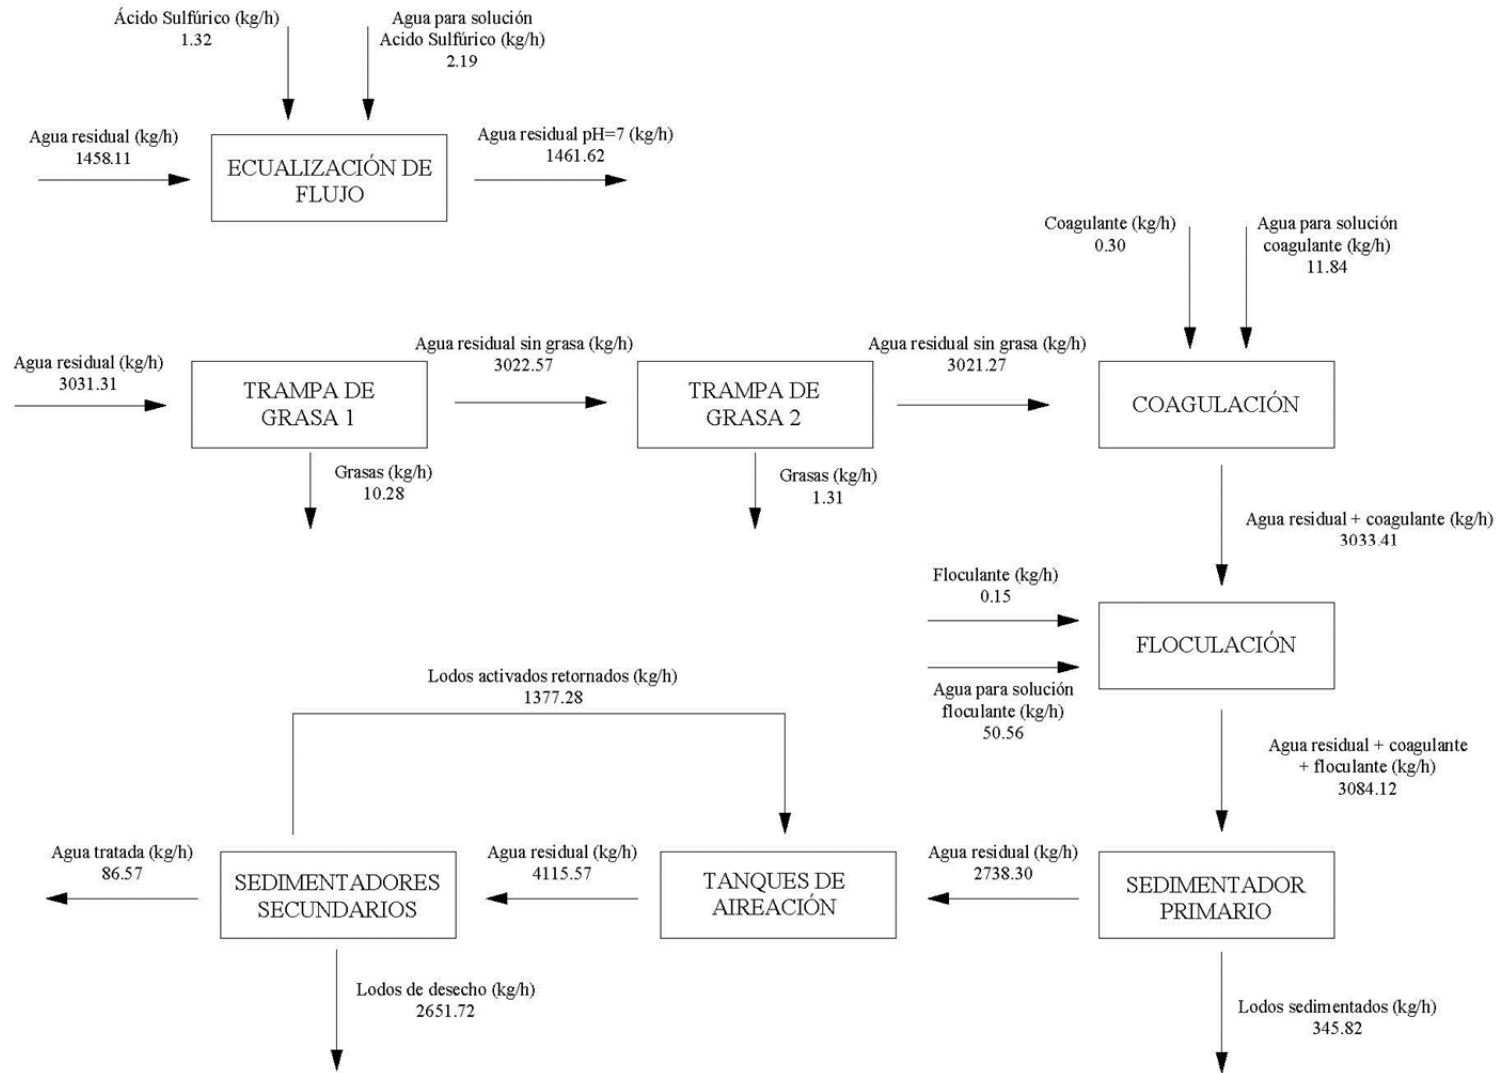 Ácido Sulfúrico (kg/h)
1.32
Agua para solución
Acido Sulfúrico (kg/h)
2.19
Agua residual (kg/h)
1458.11
ECUALIZACIÓN DE
FLUJO
Agua residual pH=7 (kg/h)
1461.62
Coagulante (kg/h)
0.30
Agua para solución
coagulante (kg/h)
11.84
Agua residual (kg/h)
3031.31
TRAMPA DE
GRASA 1
Agua residual sin grasa (kg/h)
3022.57
TRAMPA DE
GRASA 2
Agua residual sin grasa (kg/h)
3021.27
COAGULACIÓN
Grasas (kg/h)
10.28
Grasas (kg/h)
1.31
Agua residual + coagulante (kg/h)
3033.41
Floculante (kg/h)
0.15
FLOCULACIÓN
Agua para solución
floculante (kg/h)
50.56
Lodos activados retornados (kg/h)
1377.28
Agua residual + coagulante
+ floculante (kg/h)
3084.12
Agua tratada (kg/h)
86.57
SEDIMENTADORES
SECUNDARIOS
Agua residual (kg/h)
4115.57
TANQUES DE
AIREACIÓN
Agua residual (kg/h)
2738.30
SEDIMENTADOR
PRIMARIO
Lodos de desecho (kg/h)
2651.72
Lodos sedimentados (kg/h)
345.82